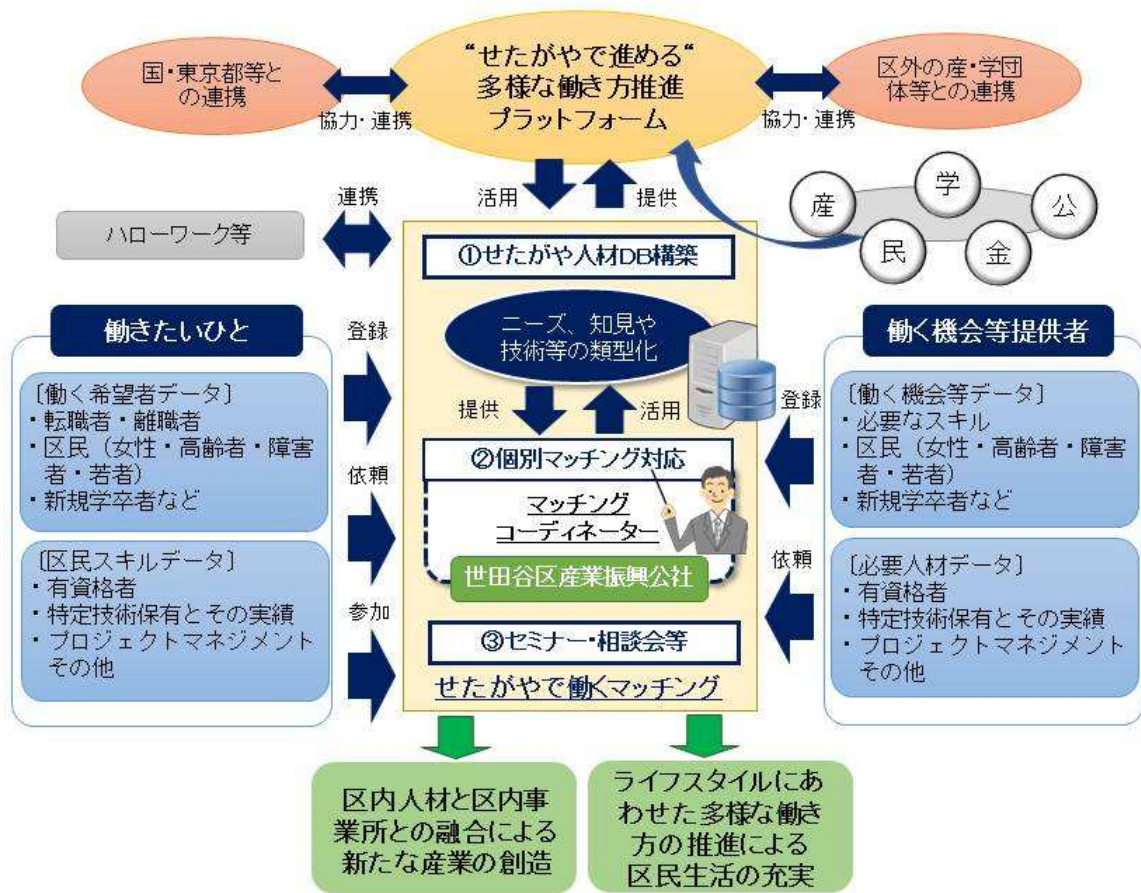 国・東京都等と
の連携
協力・連携
“せたがやで進める“
多様な働き方推進
プラットフォーム
協力・連携
区外の産・学団
体等との連携
活用
提供
産
学
公
民
金
連携
ハローワーク等
①せたがや人材DB構築
ニーズ、知見や
技術等の類型化
提供
活用
②個別マッチング対応
マッチング
コーディネーター
世田谷区産業振興公社
③セミナー・相談会等
せたがやで働くマッチング
働きたいひと
〔働く希望者データ〕
・転職者・離職者
・区民（女性・高齢者・障害
者・若者）
・新規学卒者など
〔区民スキルデータ〕
・有資格者
・特定技術保有とその実績
・プロジェクトマネジメント
その他
登録
依頼
参加
働く機会等提供者
〔働く機会等データ〕
・必要なスキル
・区民（女性・高齢者・障害
者・若者）
・新規学卒者など
〔必要人材データ〕
・有資格者
・特定技術保有とその実績
・プロジェクトマネジメント
その他
登録
依頼
区内人材と区内事
業所との融合による
新たな産業の創造
ライフスタイルにあ
わせた多様な働き
方の推進による
区民生活の充実